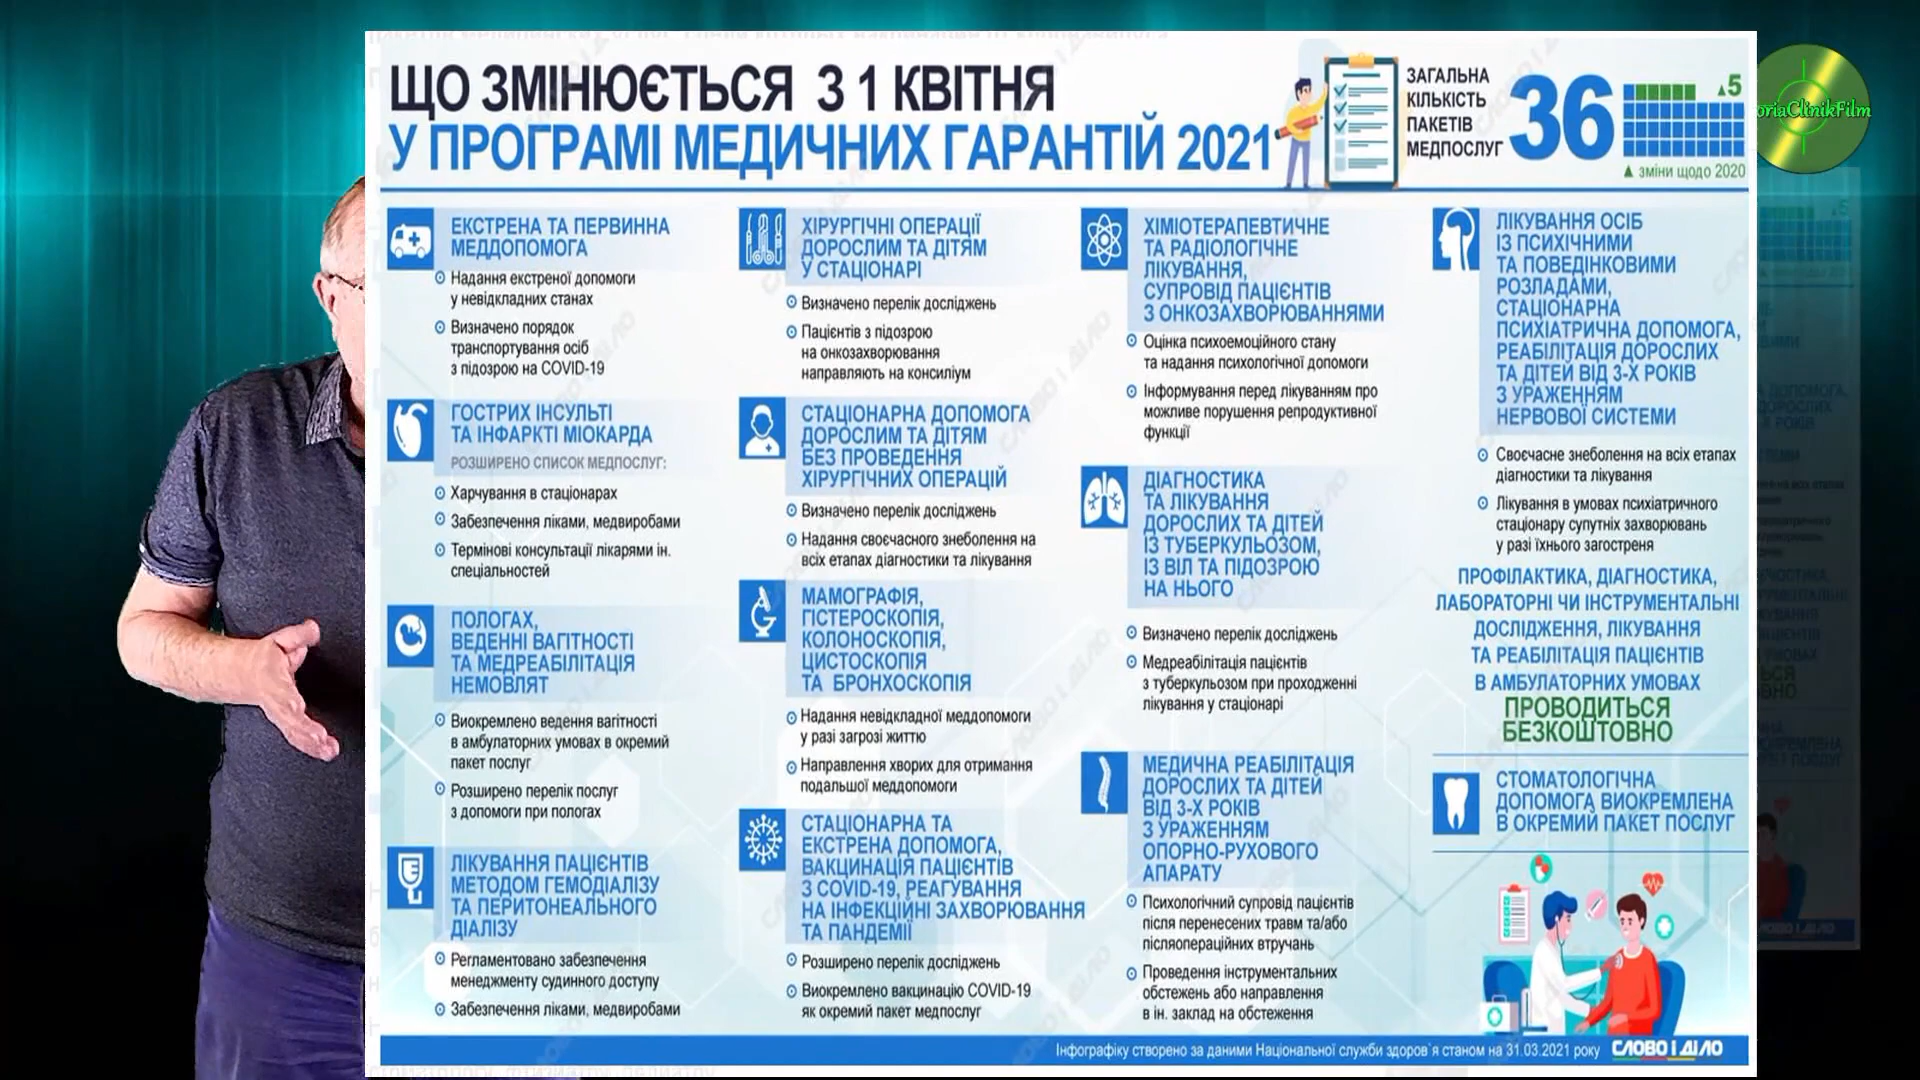 ЩО ЗМІНЮЄТЬСЯ З 1 КВІТНЯ
У ПРОГРАМІ МЕДИЧНИХ ГАРАНТІЙ 2021
ЗАГАЛЬНА
КІЛЬКІСТЬ
ПАКЕТІВ
МЕДПОСЛУГ
36
▲5
▲ зміни щодо 2020
oriaClinikFilm
ЕКСТРЕНА ТА ПЕРВИННА
МЕДДОПОМОГА
Надання екстреної допомоги
у невідкладних станах
Визначено порядок
транспортування осіб
з підозрою на COVID-19
ГОСТРИХ ІНСУЛЬТІ
ТА ІНФАРКТІ МІОКАРДА
РОЗШИРЕНО СПИСОК МЕДПОСЛУГ:
Харчування в стаціонарах
Забезпечення ліками, медвиробами
Термінові консультації лікарями ін.
спеціальностей
ПОЛОГАХ,
ВЕДЕННІ ВАГІТНОСТІ
ТА МЕДРЕАБІЛІТАЦІЯ
НЕМОВЛЯТ
Виокремлено ведення вагітності
в амбулаторних умовах в окремий
пакет послуг
Розширено перелік послуг
з допомоги при пологах
ЛІКУВАННЯ ПАЦІЄНТІВ
МЕТОДОМ ГЕМОДІАЛІЗУ
ТА ПЕРИТОНЕАЛЬНОГО
ДІАЛІЗУ
Регламентовано забезпечення
менеджменту судинного доступу
Забезпечення ліками, медвиробами
ХІРУРГІЧНІ ОПЕРАЦІЇ
ДОРОСЛИМ ТА ДІТЯМ
У СТАЦІОНАРІ
Визначено перелік досліджень
Пацієнтів з підозрою
на онкозахворювання
направляють на консиліум
СТАЦІОНАРНА ДОПОМОГА
ДОРОСЛИМ ТА ДІТЯМ
БЕЗ ПРОВЕДЕННЯ
ХІРУРГІЧНИХ ОПЕРАЦІЙ
Визначено перелік досліджень
Надання своєчасного знеболення на
всіх етапах діагностики та лікування
МАМОГРАФІЯ,
ГІСТЕРОСКОПІЯ,
КОЛОНОСКОПІЯ,
ЦИСТОСКОПІЯ
ТА БРОНХОСКОПІЯ
Надання невідкладної меддопомоги
у разі загрозі життю
Направлення хворих для отримання
подальшої меддопомоги
СТАЦІОНАРНА ТА
ЕКСТРЕНА ДОПОМОГА,
ВАКЦИНАЦІЯ ПАЦІЄНТІВ
З COVID-19, РЕАГУВАННЯ
НА ІНФЕКЦІЙНІ ЗАХВОРЮВАННЯ
ТА ПАНДЕМІЇ
Розширено перелік досліджень
Виокремлено вакцинацію COVID-19
як окремий пакет медпослуг
ХІМІОТЕРАПЕВТИЧНЕ
ТА РАДІОЛОГІЧНЕ
ЛІКУВАННЯ,
СУПРОВІД ПАЦІЄНТІВ
З ОНКОЗАХВОРЮВАННЯМИ
Оцінка психоемоційного стану
та надання психологічної допомоги
Інформування перед лікуванням про
можливе порушення репродуктивної
функції
ДІАГНОСТИКА
ТА ЛІКУВАННЯ
ДОРОСЛИХ ТА ДІТЕЙ
ІЗ ТУБЕРКУЛЬОЗОМ,
ІЗ ВІЛ ТА ПІДОЗРОЮ
НА НЬОГО
Визначено перелік досліджень
Медреабілітація пацієнтів
з туберкульозом при проходженні
лікування у стаціонарі
МЕДИЧНА РЕАБІЛІТАЦІЯ
ДОРОСЛИХ ТА ДІТЕЙ
ВІД 3-Х РОКІВ
З УРАЖЕННЯМ
ОПОРНО-РУХОВОГО
АПАРАТУ
Психологічний супровід пацієнтів
після перенесених травм та/або
післяопераційних втручань
Проведення інструментальних
обстежень або направлення
в ін. заклад на обстеження
ЛІКУВАННЯ ОСІБ
ІЗ ПСИХІЧНИМИ
ТА ПОВЕДІНКОВИМИ
РОЗЛАДАМИ,
СТАЦІОНАРНА
ПСИХІАТРИЧНА ДОПОМОГА,
РЕАБІЛІТАЦІЯ ДОРОСЛИХ
ТА ДІТЕЙ ВІД 3-Х РОКІВ
З УРАЖЕННЯМ
НЕРВОВОЇ СИСТЕМИ
Своєчасне знеболення на всіх етапах
діагностики та лікування
Лікування в умовах психіатричного
стаціонару супутніх захворювань
у разі їхнього загостреня
ПРОФІЛАКТИКА, ДІАГНОСТИКА,
ЛАБОРАТОРНІ ЧИ ІНСТРУМЕНТАЛЬНІ
ДОСЛІДЖЕННЯ, ЛІКУВАННЯ
ТА РЕАБІЛІТАЦІЯ ПАЦІЄНТІВ
В АМБУЛАТОРНИХ УМОВАХ
ПРОВОДИТЬСЯ
БЕЗКОШТОВНО
СТОМАТОЛОГІЧНА
ДОПОМОГА ВИОКРЕМЛЕНА
В ОКРЕМИЙ ПАКЕТ ПОСЛУГ
Інфографіку створено за даними Національної служби здоров`я станом на 31.03.2021 року
СЛОВО І ДІЛО